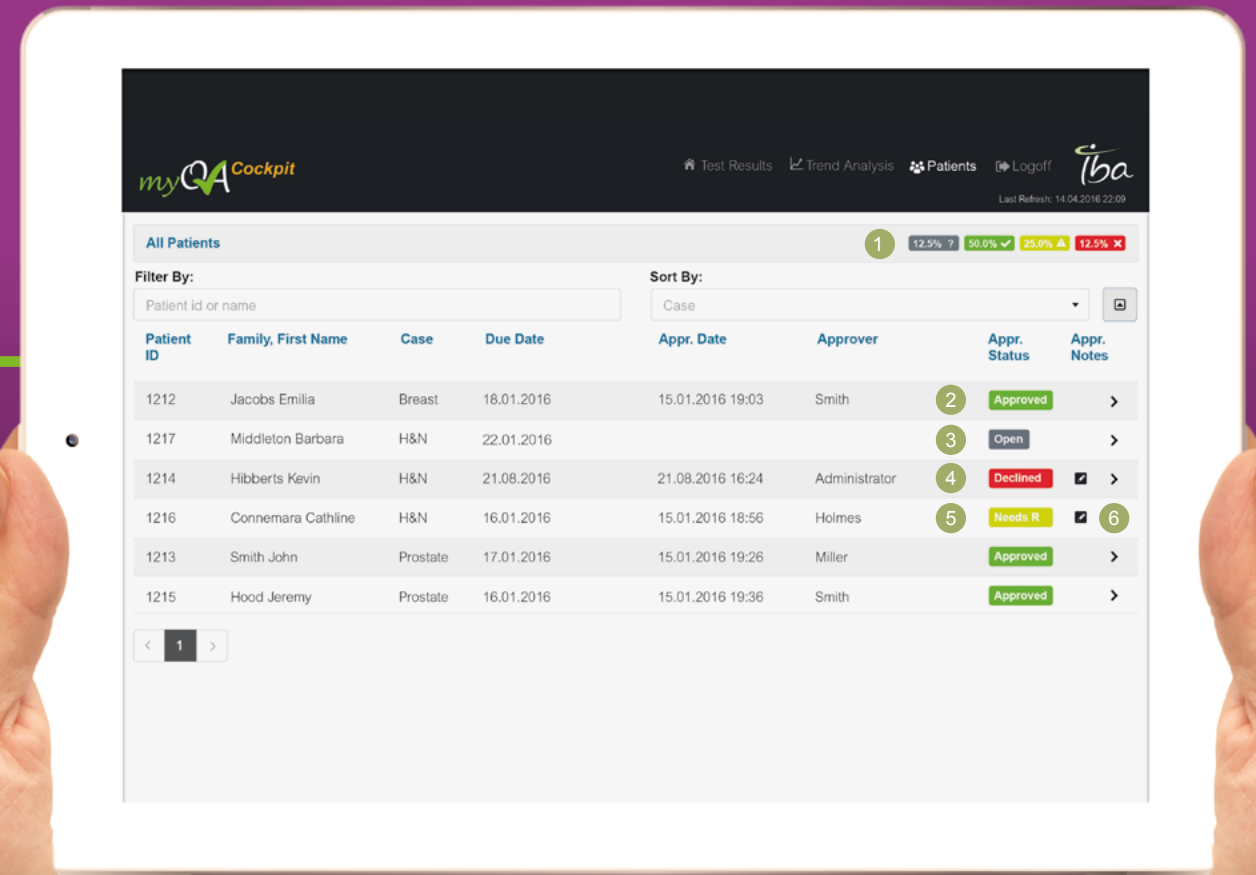 myQA Cockpit
Test Results Trend Analysis Patients Logoff
iba
Last Refresh: 14.04.2016 22:09
All Patients 1 12.5% ? 50.0% 25.0% 12.5%
Filter By: Sort By:
Patient id or name Case
Patient ID Family, First Name Case Due Date Appr. Date Approver Appr. Status Appr. Notes
1212 Jacobs Emilia Breast 18.01.2016 15.01.2016 19:03 Smith 2 Approved
1217 Middleton Barbara H&N 22.01.2016 3 Open
1214 Hibberts Kevin H&N 21.08.2016 21.08.2016 16:24 Administrator 4 Declined
1216 Connemara Cathline H&N 16.01.2016 15.01.2016 18:56 Holmes 5 Needs R 6
1213 Smith John Prostate 17.01.2016 15.01.2016 19:26 Miller Approved
1215 Hood Jeremy Prostate 16.01.2016 15.01.2016 19:36 Smith Approved
< 1 >